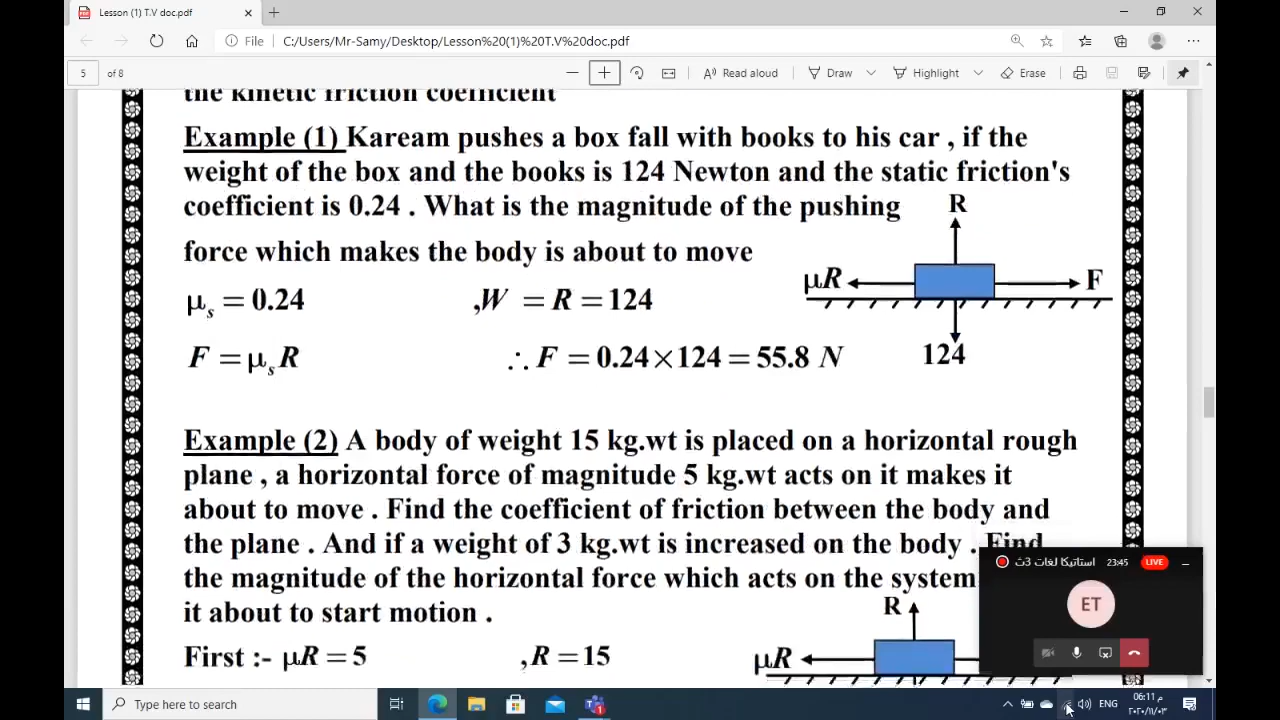 Lesson (1) T.V doc.pdf
File
C:/Users/Mr-Samy/Desktop/Lesson%20(1)%20T.V%20doc.pdf
5 of 8
Read aloud
Draw
Highlight
Erase
the kinetic friction coefficient
Example (1) Kaream pushes a box fall with books to his car , if the
weight of the box and the books is 124 Newton and the static friction's
coefficient is 0.24 . What is the magnitude of the pushing
force which makes the body is about to move
R
μR
F
124
μs = 0.24 ,W = R = 124
F = μs R ∴ F = 0.24×124 = 55.8 N
Example (2) A body of weight 15 kg.wt is placed on a horizontal rough
plane , a horizontal force of magnitude 5 kg.wt acts on it makes it
about to move . Find the coefficient of friction between the body and
the plane . And if a weight of 3 kg.wt is increased on the body . Find
the magnitude of the horizontal force which acts on the system
it about to start motion .
First :- μR = 5 ,R = 15
R
μR
استاتيكا لغات 3ث
23:45
LIVE
ET
Type here to search
ENG
06:11 م
٢٠٢٠/١١/٠٣